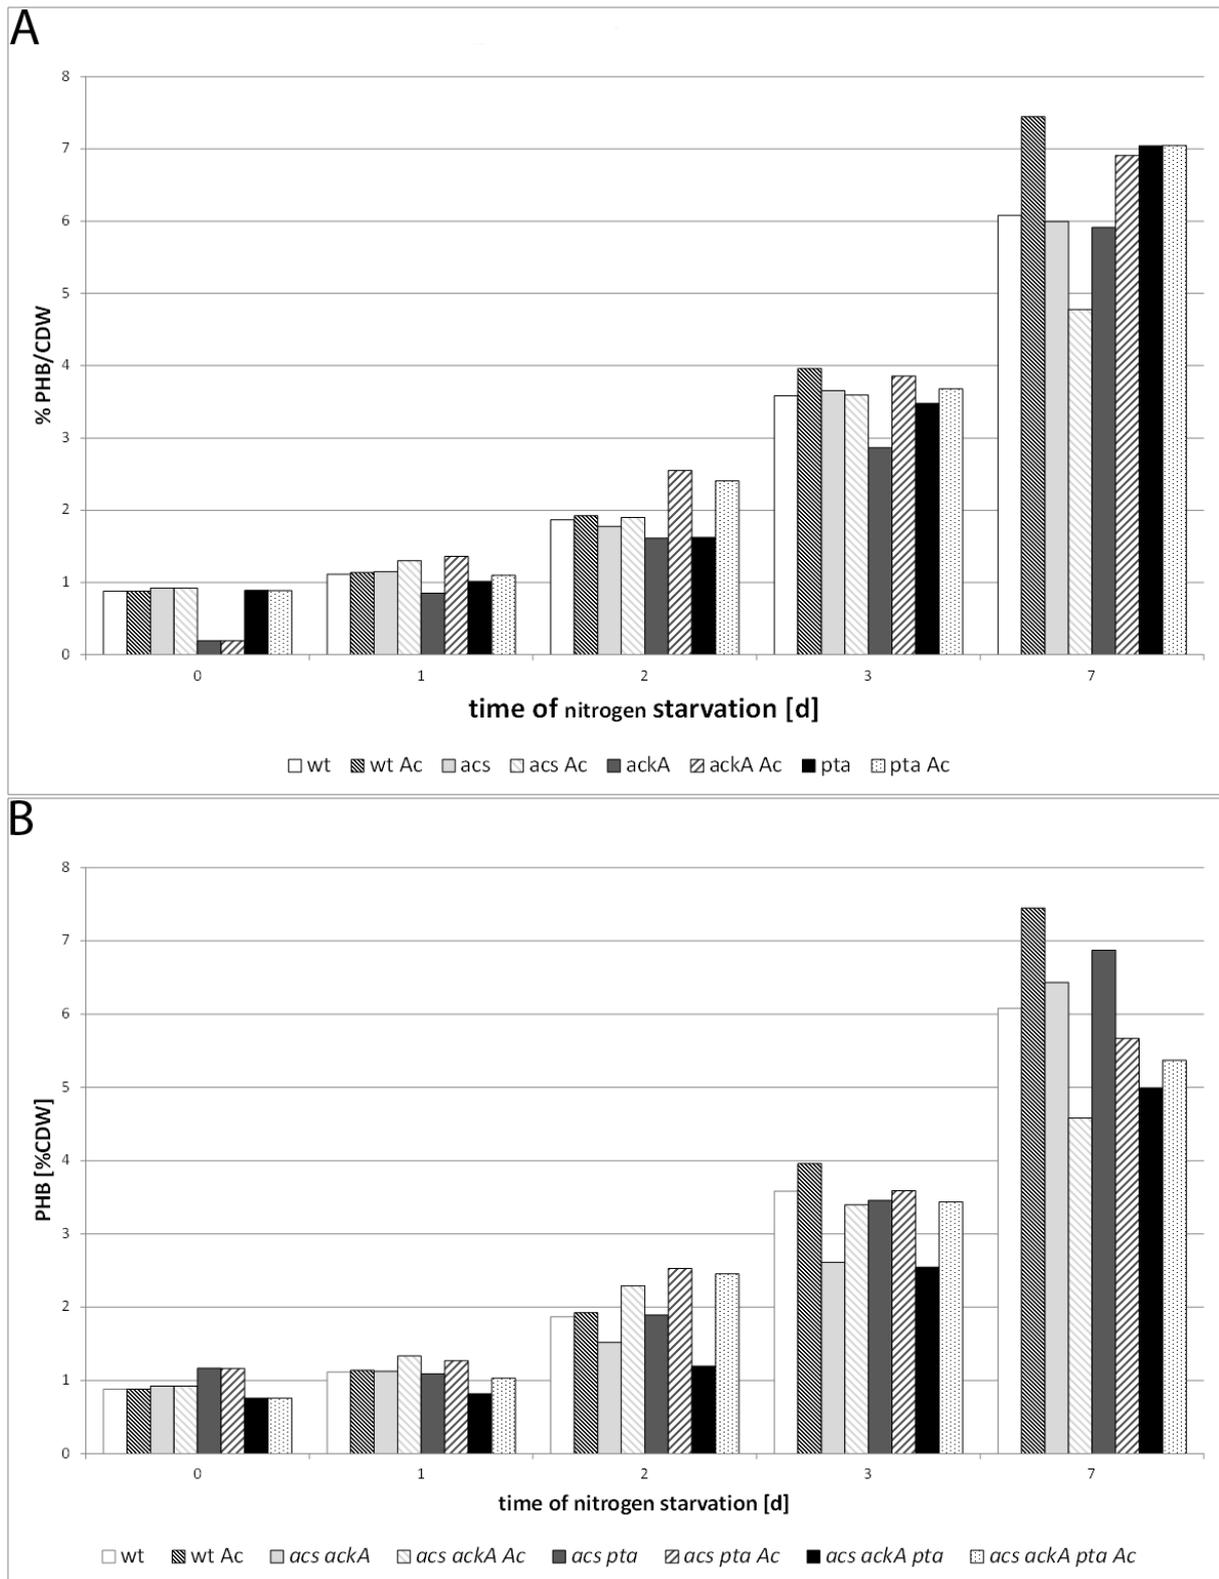 A
8
7
6
5
4
3
2
1
0
% PHB/CDW
0 1 2 3 7
time of nitrogen starvation [d]
wt wt Ac acs acs Ac ackA ackA Ac pta pta Ac
B
8
7
6
5
4
3
2
1
0
PHB [%CDW]
0 1 2 3 7
time of nitrogen starvation [d]
wt wt Ac acs ackA acs ackA Ac acs pta acs pta Ac acs ackA pta acs ackA pta Ac